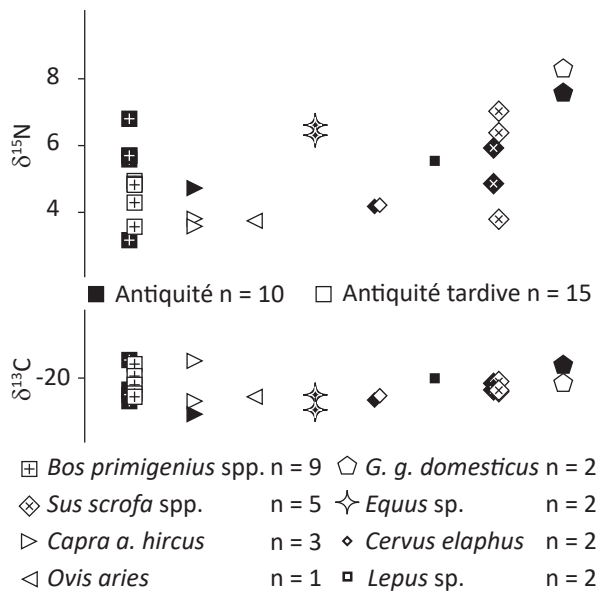 8
6
4
δ15N
Antiquité n = 10 Antiquité tardive n = 15
-20
δ13C
Bos primigenius spp. n = 9 G. g. domesticus n = 2
Sus scrofa spp. n = 5 Equus sp. n = 2
Capra a. hircus n = 3 Cervus elaphus n = 2
Ovis aries n = 1 Lepus sp. n = 2